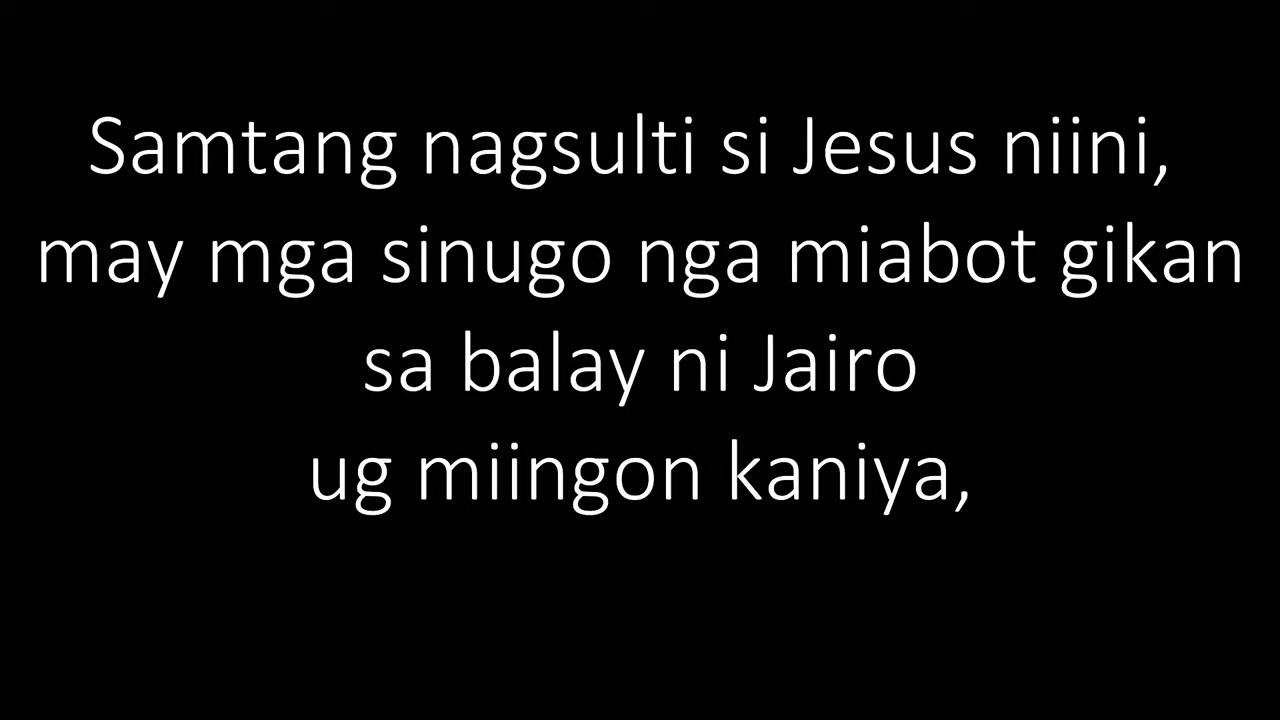 Samtang nagsulti si Jesus niini,
may mga sinugo nga miabot gikan
sa balay ni Jairo
ug miingon kaniya,